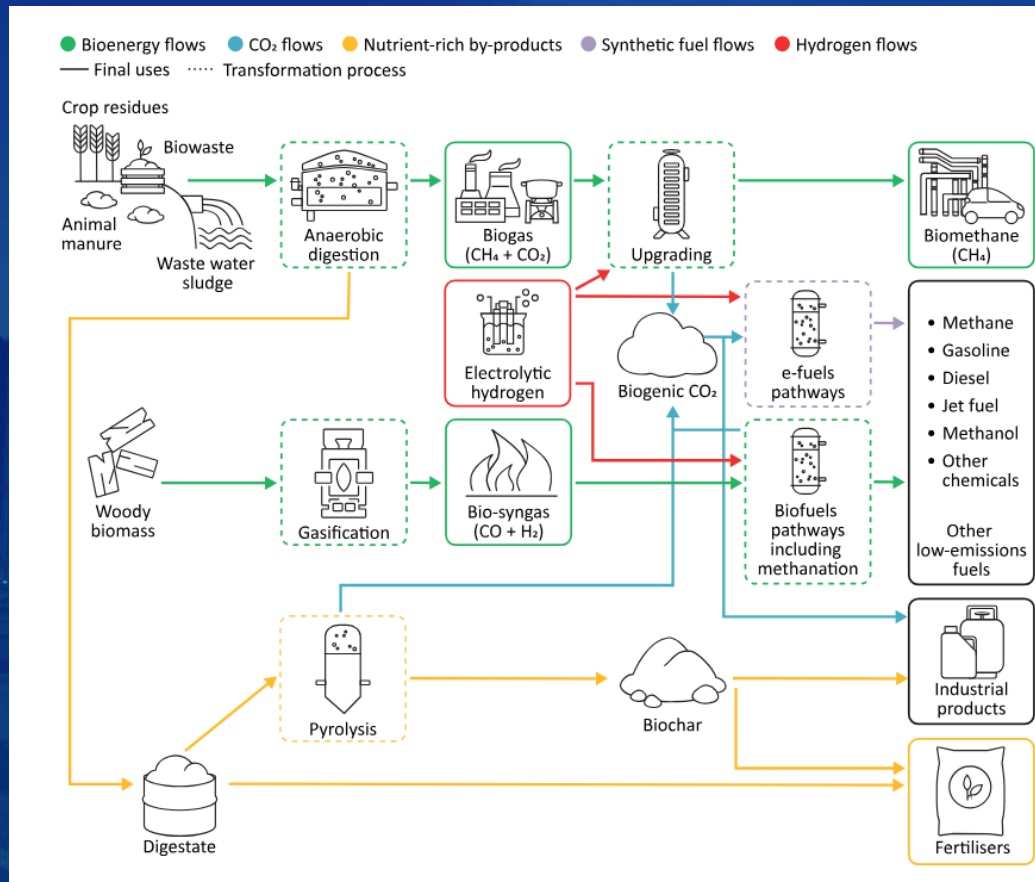 Bioenergy flows
CO₂ flows
Nutrient-rich by-products
Synthetic fuel flows
Hydrogen flows
Final uses
Transformation process
Crop residues
Biowaste
Animal
manure
Waste water
sludge
Anaerobic
digestion
Biogas
(CH₄ + CO₂)
Upgrading
Biomethane
(CH₄)
Electrolytic
hydrogen
Biogenic CO₂
e-fuels
pathways
• Methane
• Gasoline
• Diesel
• Jet fuel
• Methanol
• Other
chemicals
Other
low-emissions
fuels
Woody
biomass
Gasification
Bio-syngas
(CO + H₂)
Biofuels
pathways
including
methanation
Pyrolysis
Biochar
Industrial
products
Digestate
Fertilisers